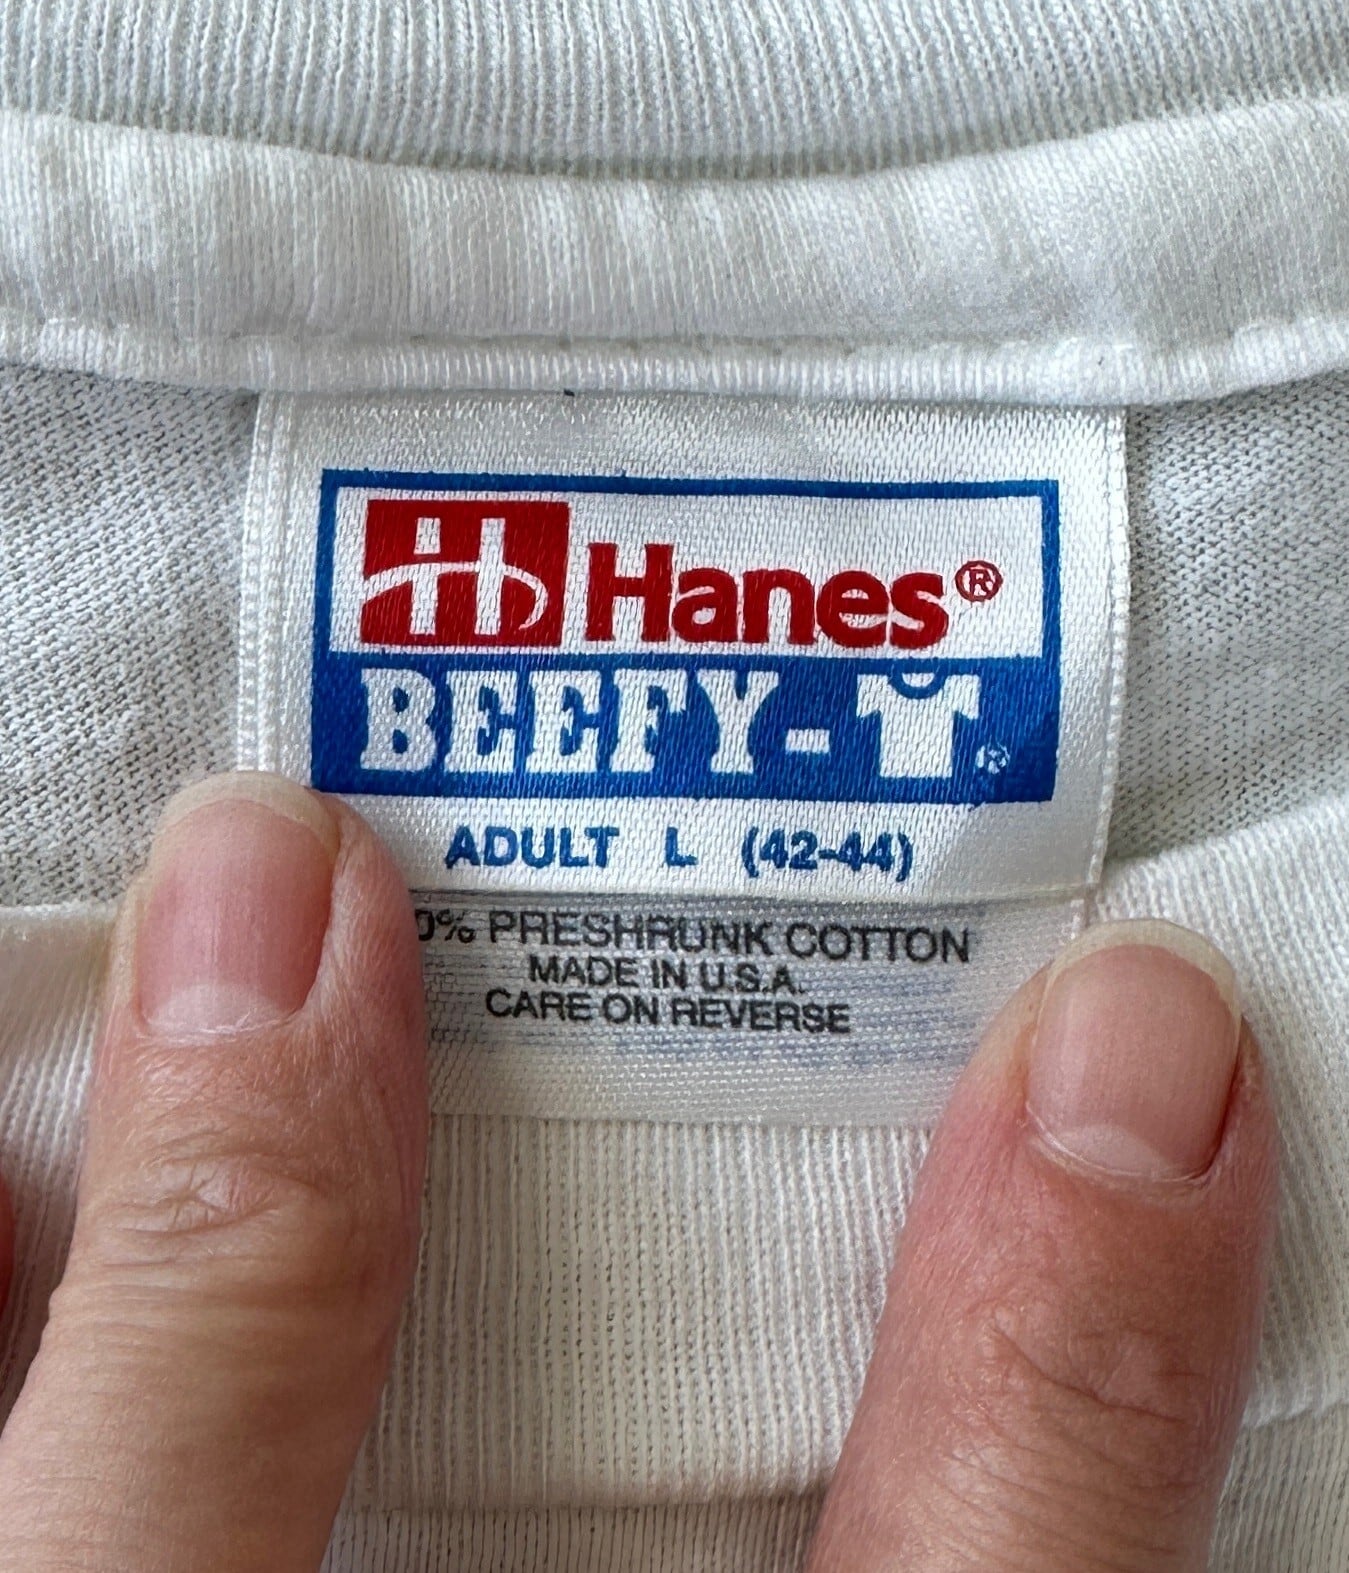 Hanes®
BEEFY-T®
ADULT L (42-44)
0% PRESHRUNK COTTON
MADE IN U.S.A.
CARE ON REVERSE